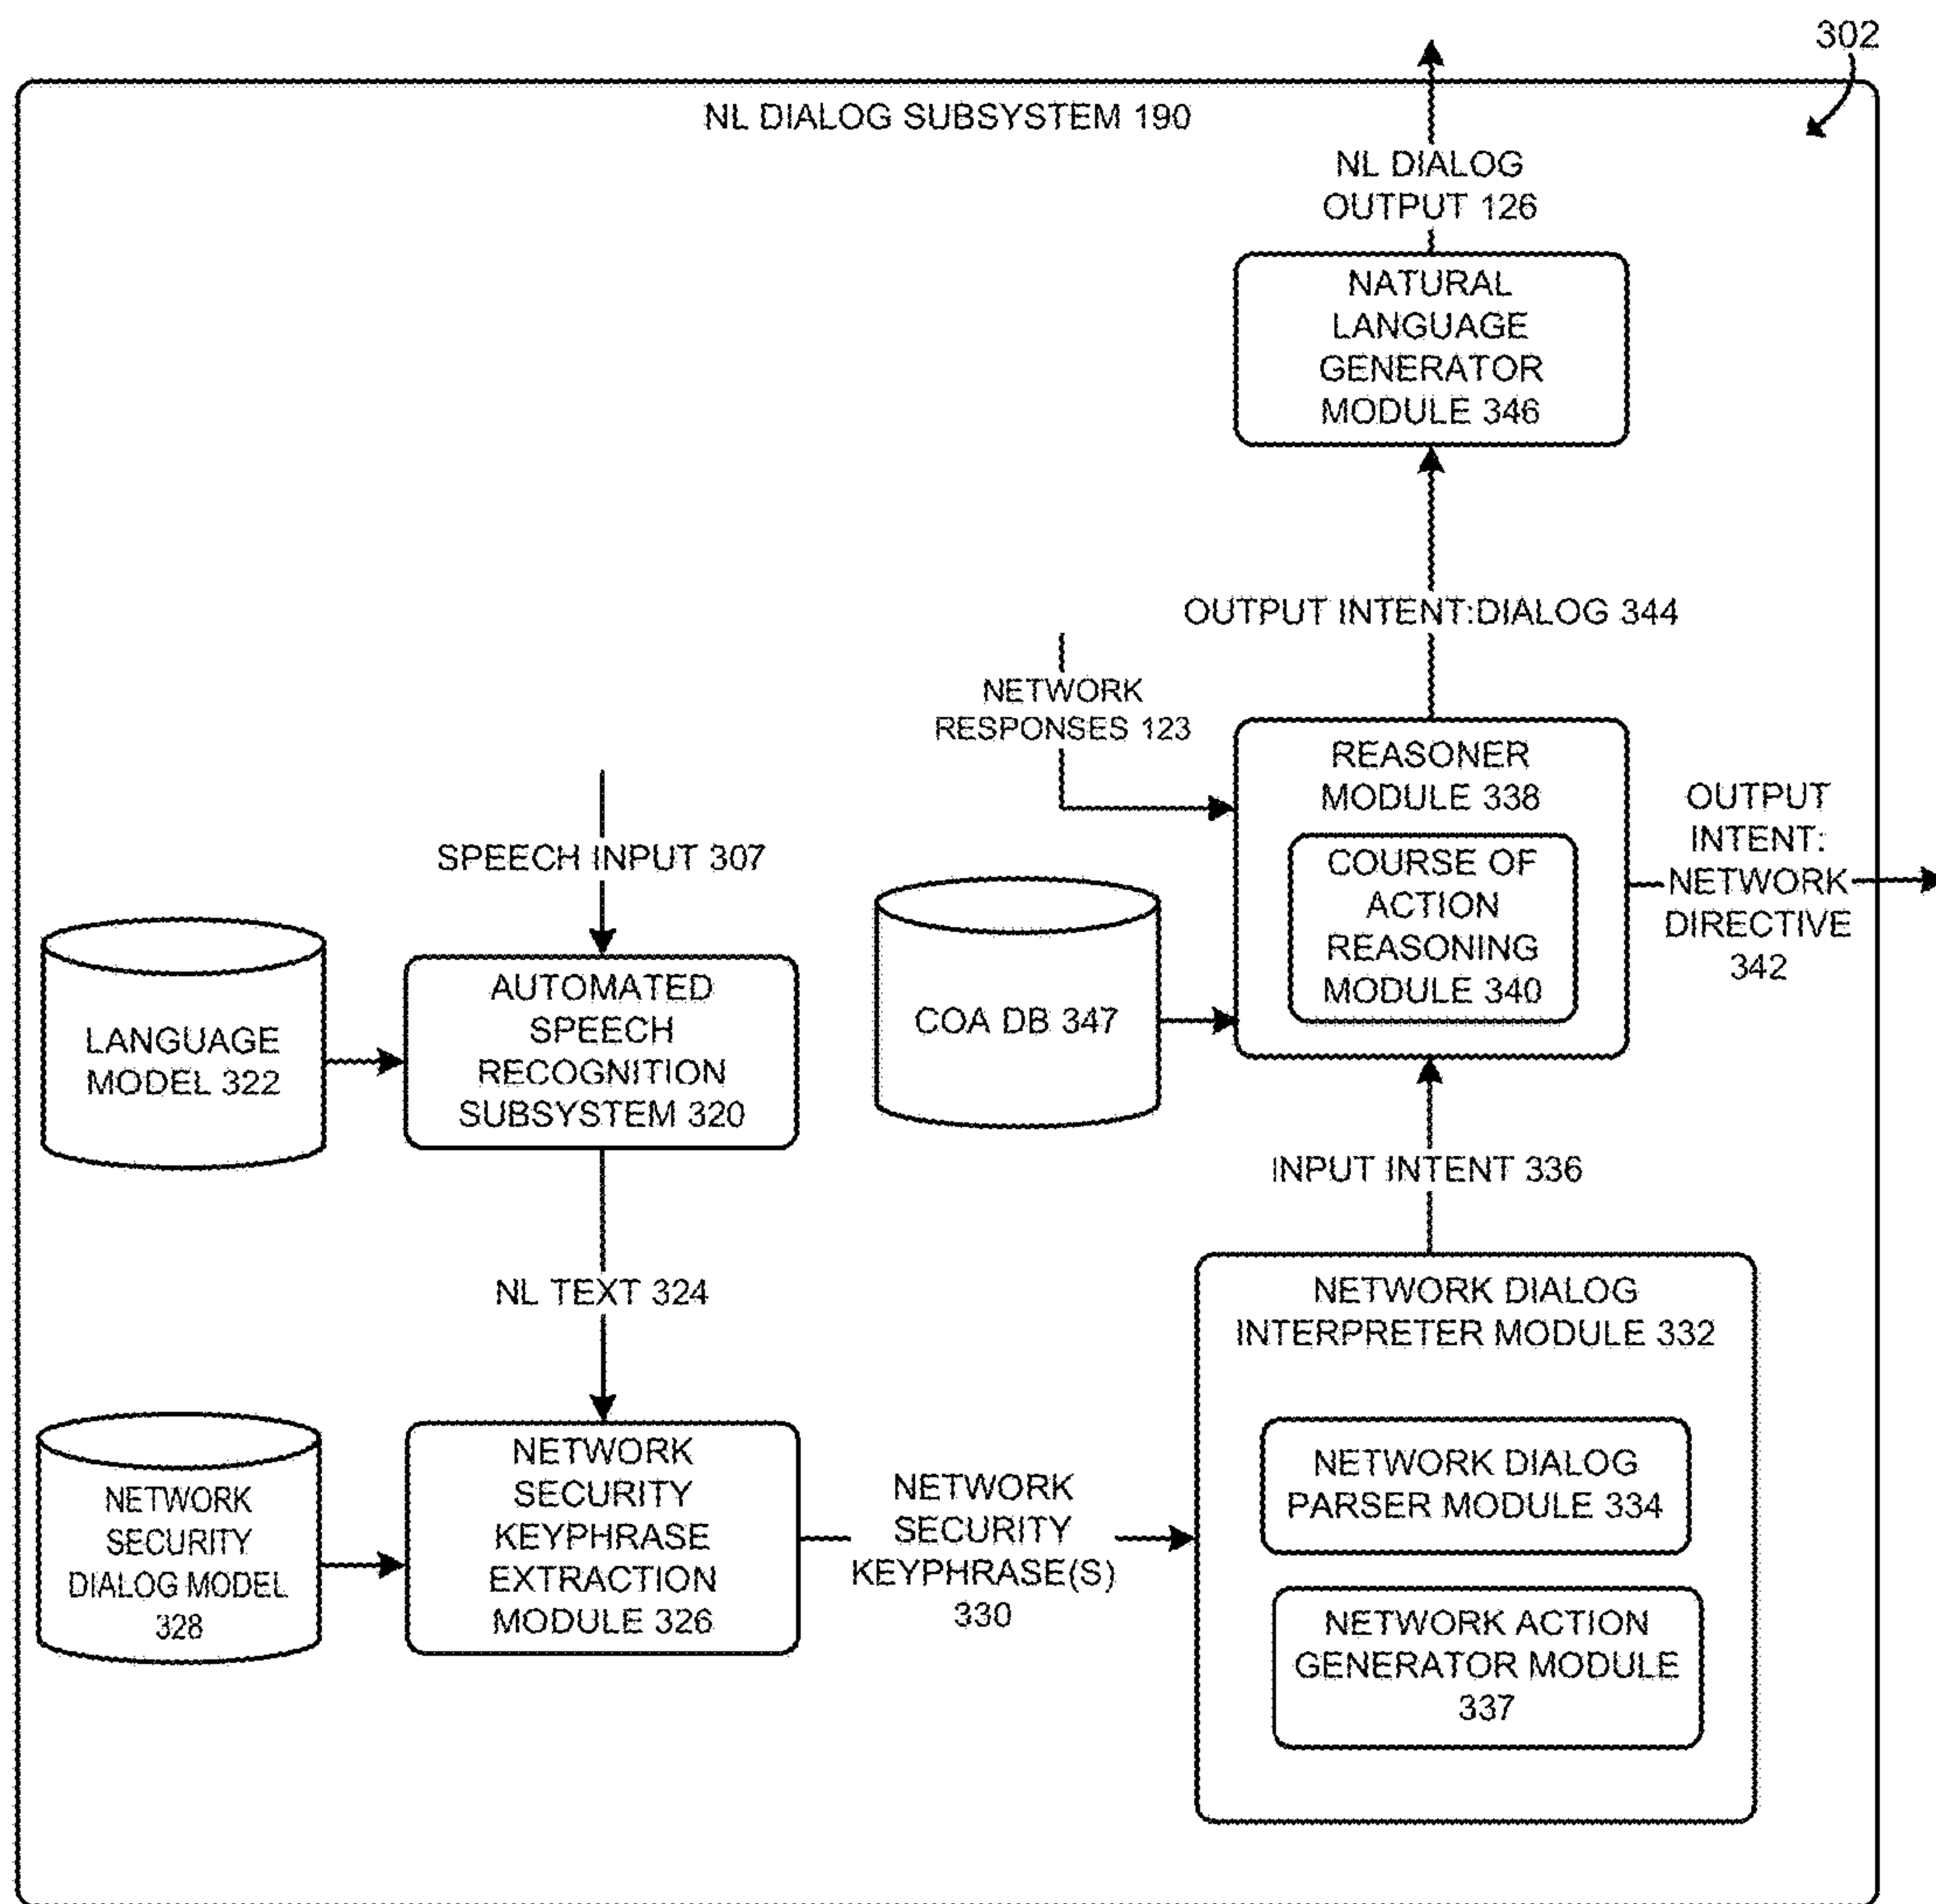 302
NL DIALOG SUBSYSTEM 190
NL DIALOG
OUTPUT 126
NATURAL
LANGUAGE
GENERATOR
MODULE 346
OUTPUT INTENT:DIALOG 344
NETWORK
RESPONSES 123
REASONER
MODULE 338
COURSE OF
ACTION
REASONING
MODULE 340
OUTPUT
INTENT:
NETWORK
DIRECTIVE
342
SPEECH INPUT 307
LANGUAGE
MODEL 322
AUTOMATED
SPEECH
RECOGNITION
SUBSYSTEM 320
COA DB 347
INPUT INTENT 336
NL TEXT 324
NETWORK
SECURITY
DIALOG MODEL
328
NETWORK
SECURITY
KEYPHRASE
EXTRACTION
MODULE 326
NETWORK
SECURITY
KEYPHRASE(S)
330
NETWORK DIALOG
INTERPRETER MODULE 332
NETWORK DIALOG
PARSER MODULE 334
NETWORK ACTION
GENERATOR MODULE
337